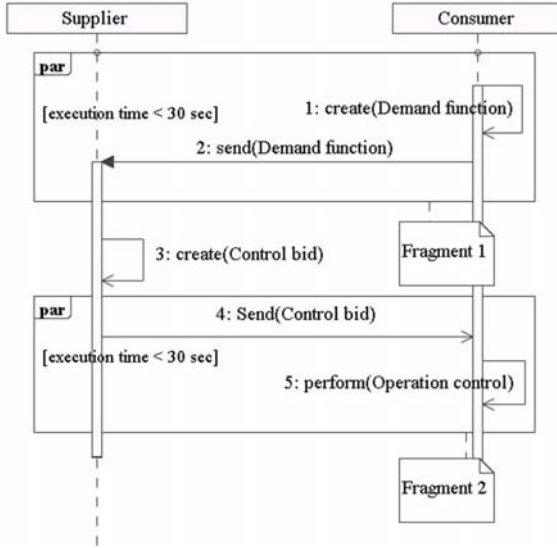 Supplier
Consumer
par
[execution time < 30 sec]
1: create(Demand function)
2: send(Demand function)
Fragment 1
3: create(Control bid)
par
4: Send(Control bid)
[execution time < 30 sec]
5: perform(Operation control)
Fragment 2